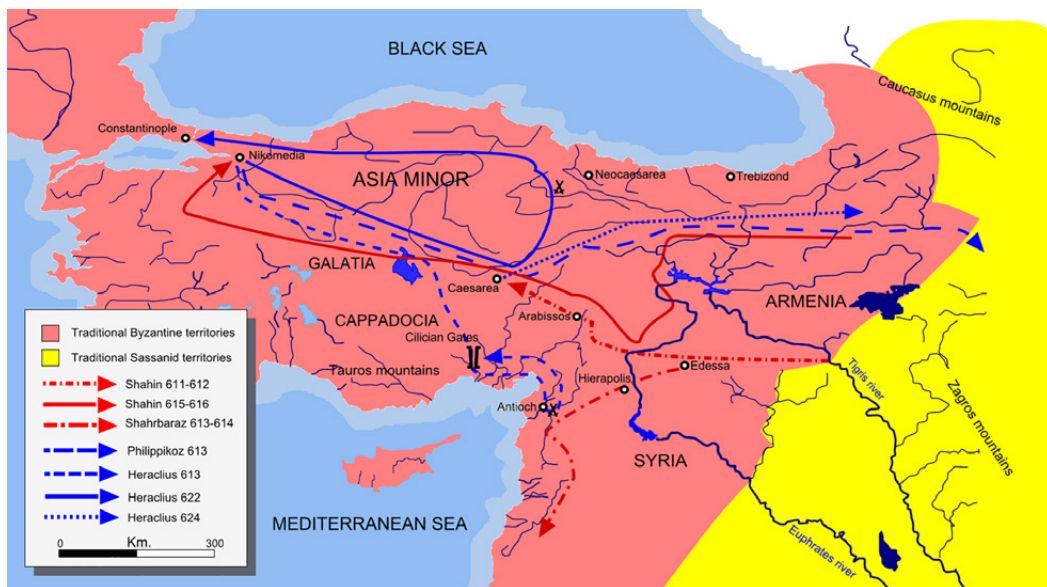 BLACK SEA
Caucasus mountains
Constantinople
Nikomedia
ASIA MINOR
Neocaesarea
Trebizond
GALATIA
Caesarea
ARMENIA
CAPPADOCIA
Arabissos
Cilician Gates
Tauros mountains
Edessa
Hierapolis
Tigris river
Zagros mountains
Antioch
SYRIA
MEDITERRANEAN SEA
Euphrates river
Traditional Byzantine territories
Traditional Sassanid territories
Shahin 611-612
Shahin 615-616
Shahrbaraz 613-614
Philippikoz 613
Heraclius 613
Heraclius 622
Heraclius 624
Km.
0 300